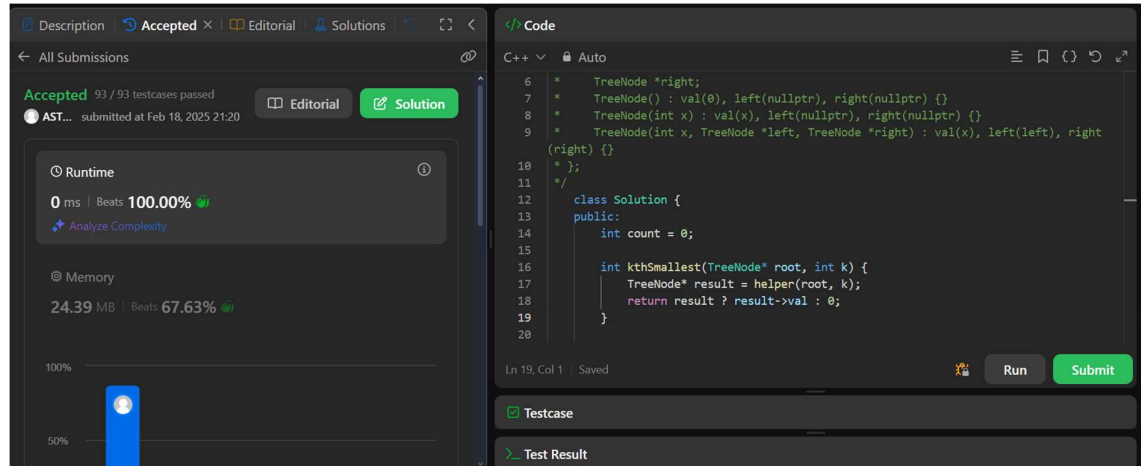 Description
Accepted
Editorial
Solutions
All Submissions
Accepted 93 / 93 testcases passed
AST... submitted at Feb 18, 2025 21:20
Editorial
Solution
Runtime
0 ms | Beats 100.00%
Analyze Complexity
Memory
24.39 MB | Beats 67.63%
100%
50%
</> Code
C++
Auto
6 * TreeNode *right;
7 * TreeNode() : val(0), left(nullptr), right(nullptr) {}
8 * TreeNode(int x) : val(x), left(nullptr), right(nullptr) {}
9 * TreeNode(int x, TreeNode *left, TreeNode *right) : val(x), left(left), right
(right) {}
10 * };
11 */
12 class Solution {
13 public:
14 int count = 0;
15
16 int kthSmallest(TreeNode* root, int k) {
17 TreeNode* result = helper(root, k);
18 return result ? result->val : 0;
19 }
20
Ln 19, Col 1 | Saved
Run
Submit
Testcase
Test Result